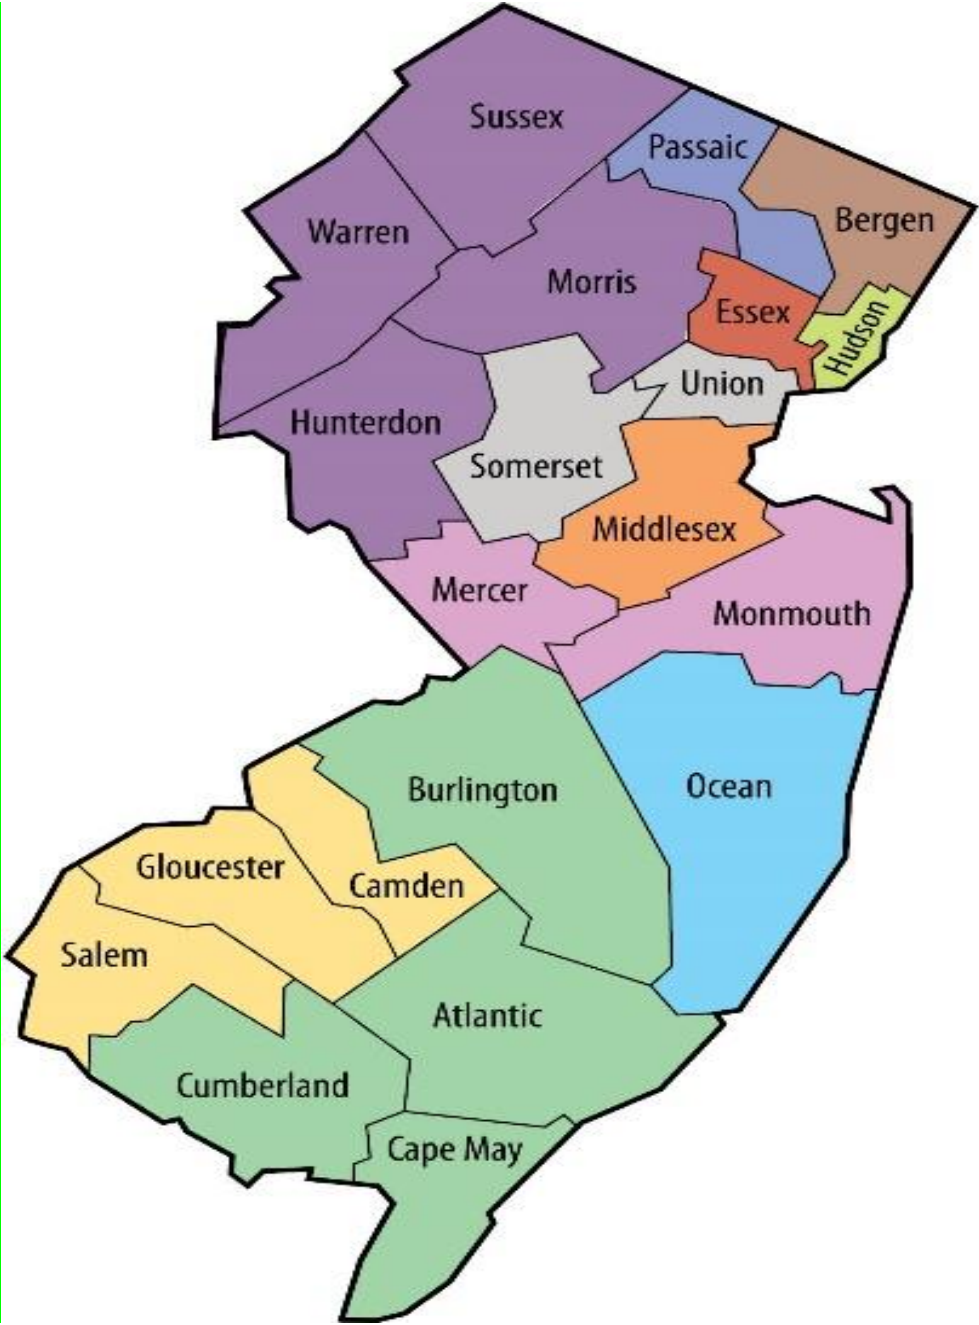 Sussex
Passaic
Bergen
Warren
Morris
Essex
Hudson
Union
Hunterdon
Somerset
Middlesex
Mercer
Monmouth
Burlington
Ocean
Gloucester
Camden
Salem
Atlantic
Cumberland
Cape May